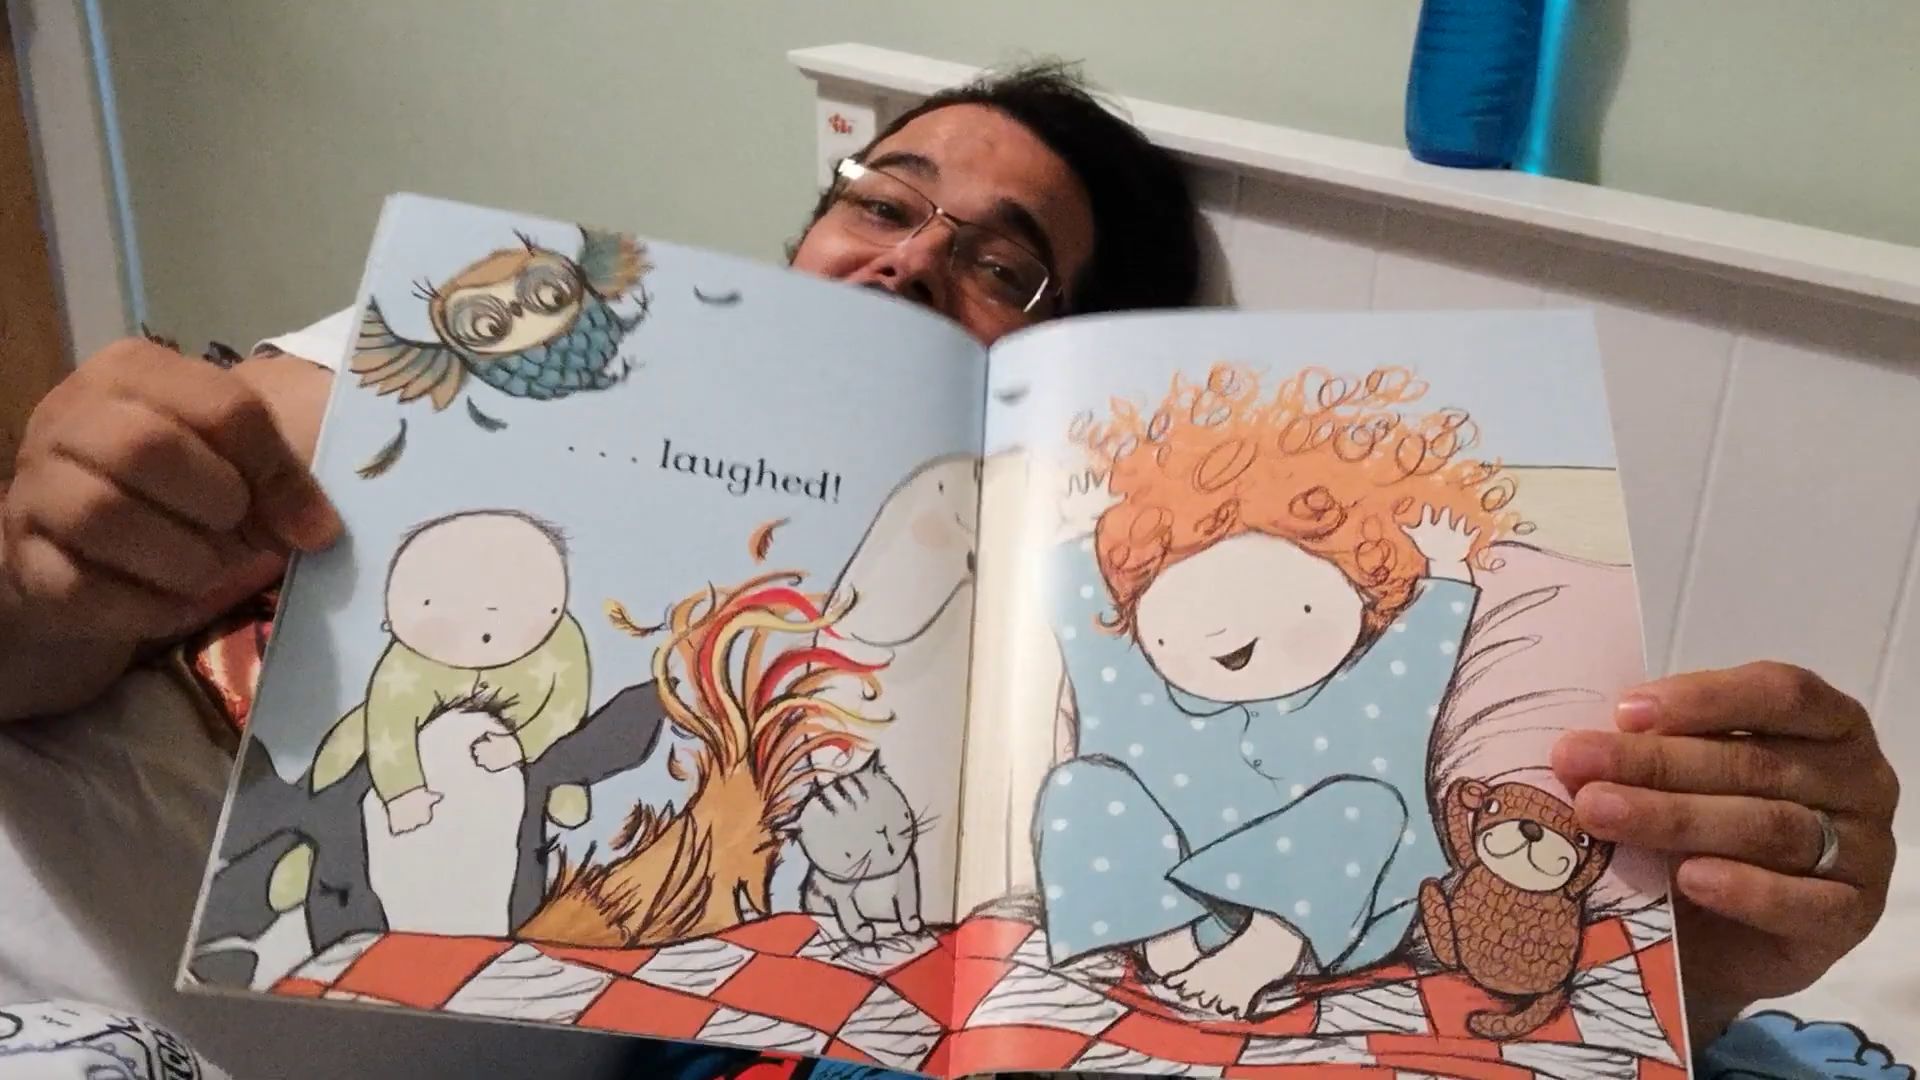 . . . laughed!